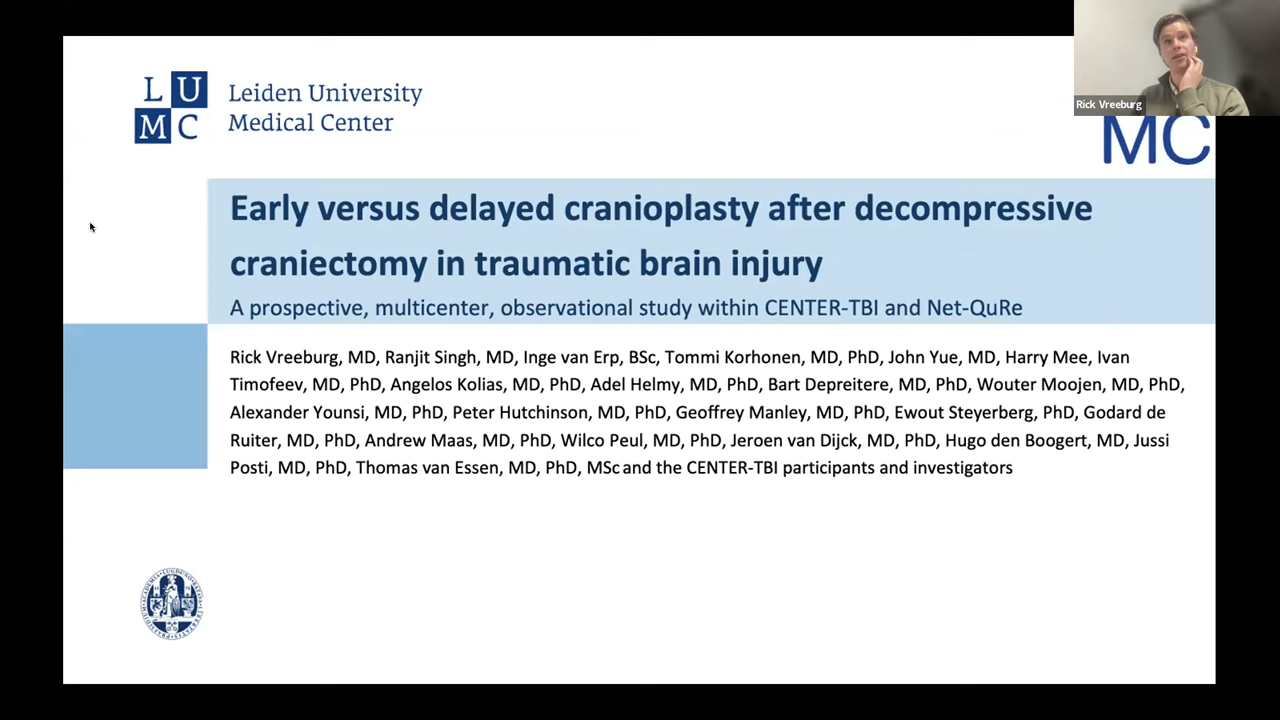 L U
M C
Leiden University
Medical Center
Rick Vreeburg
MC
Early versus delayed cranioplasty after decompressive
craniectomy in traumatic brain injury
A prospective, multicenter, observational study within CENTER-TBI and Net-QuRe
Rick Vreeburg, MD, Ranjit Singh, MD, Inge van Erp, BSc, Tommi Korhonen, MD, PhD, John Yue, MD, Harry Mee, Ivan
Timofeev, MD, PhD, Angelos Kolias, MD, PhD, Adel Helmy, MD, PhD, Bart Depreitere, MD, PhD, Wouter Moojen, MD, PhD,
Alexander Younsi, MD, PhD, Peter Hutchinson, MD, PhD, Geoffrey Manley, MD, PhD, Ewout Steyerberg, PhD, Godard de
Ruiter, MD, PhD, Andrew Maas, MD, PhD, Wilco Peul, MD, PhD, Jeroen van Dijck, MD, PhD, Hugo den Boogert, MD, Jussi
Posti, MD, PhD, Thomas van Essen, MD, PhD, MSc and the CENTER-TBI participants and investigators